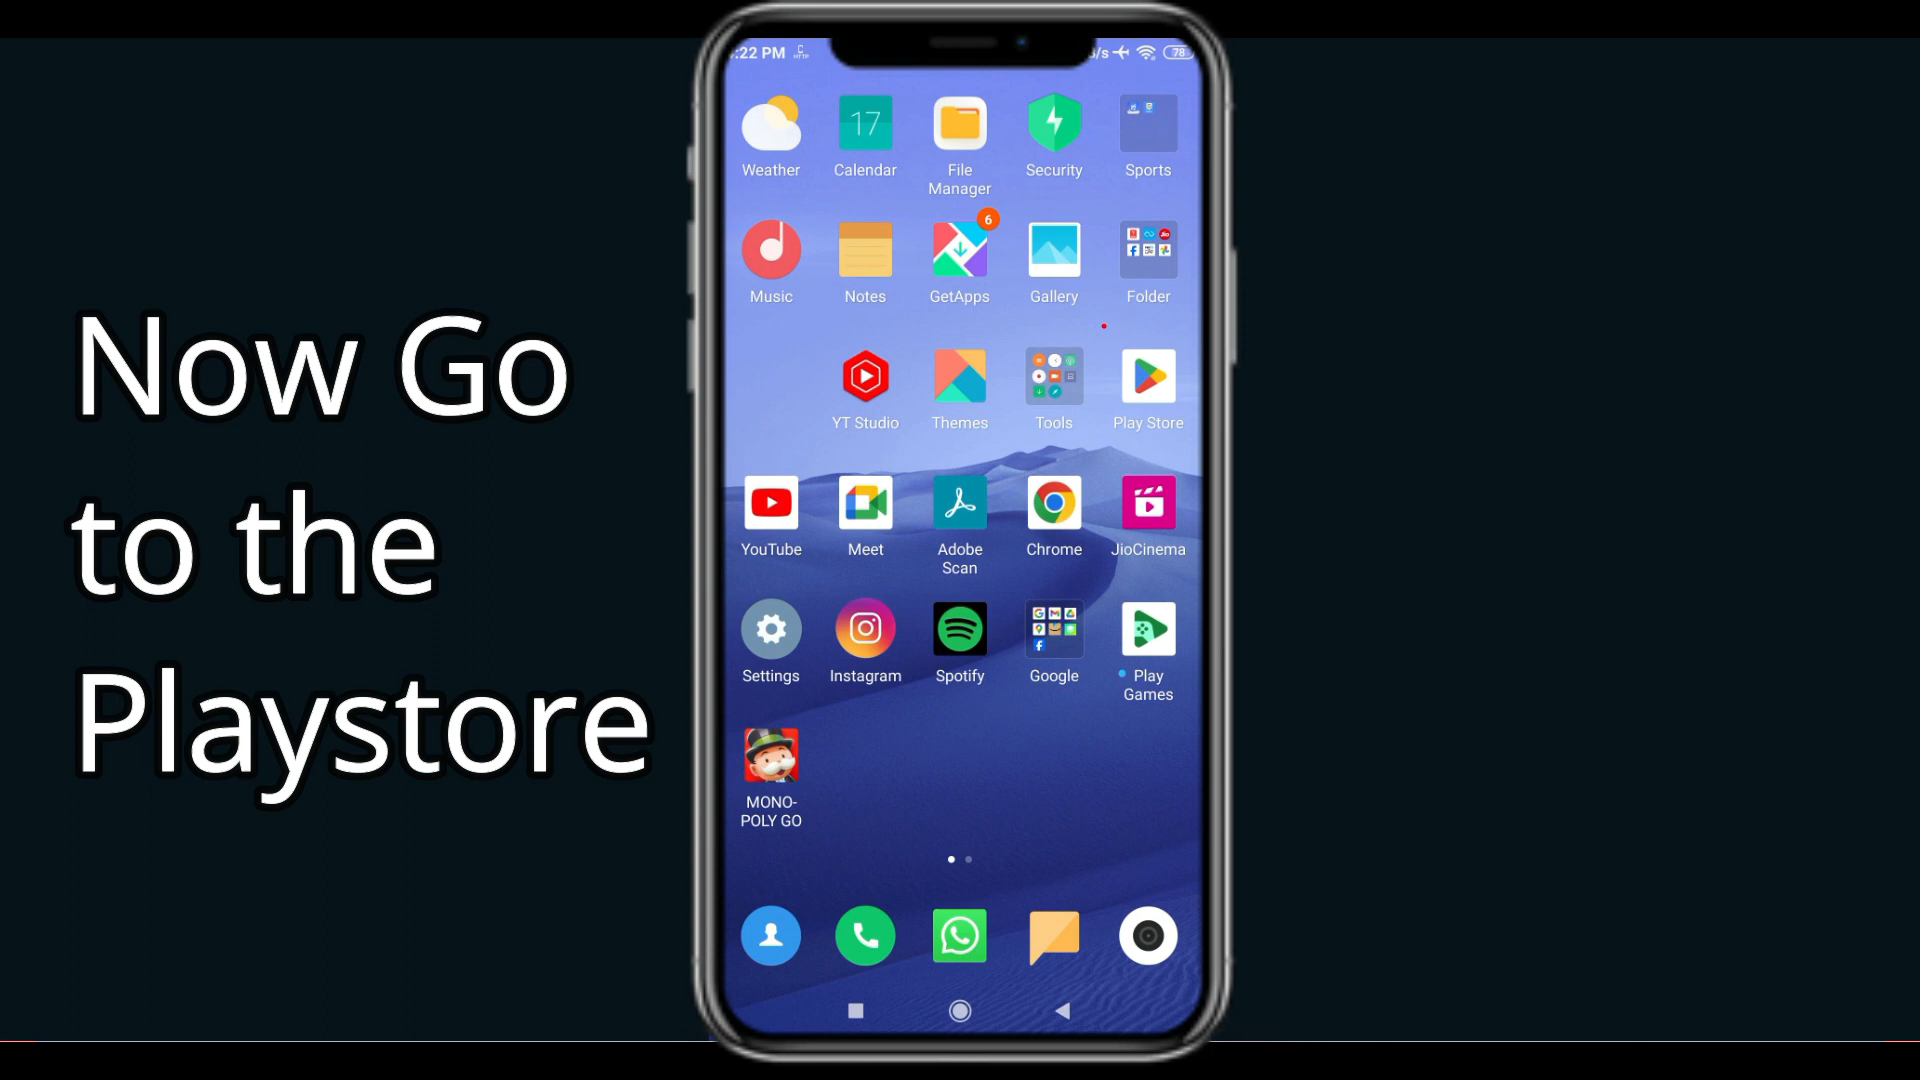 Now Go
to the
Playstore
:22 PM
/s
78
17
Weather
Calendar
File
Manager
Security
Sports
6
Music
Notes
GetApps
Gallery
Folder
YT Studio
Themes
Tools
Play Store
YouTube
Meet
Adobe
Scan
Chrome
JioCinema
Settings
Instagram
Spotify
Google
Play
Games
MONO-
POLY GO